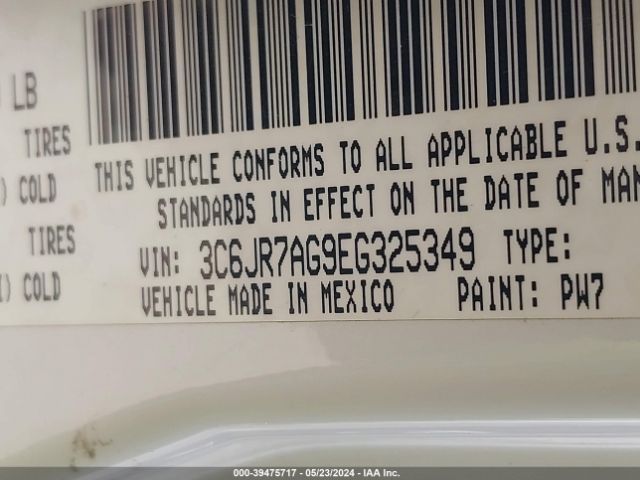 LB
TIRES
THIS VEHICLE CONFORMS TO ALL APPLICABLE U.S.
) COLD
STANDARDS IN EFFECT ON THE DATE OF MAN
TIRES
VIN: 3C6JR7AG9EG325349 TYPE:
) COLD
VEHICLE MADE IN MEXICO PAINT: PW7
000-39475717 - 05/23/2024 - IAA Inc.